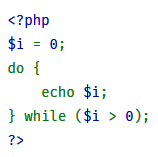 <?php
$i = 0;
do {
    echo $i;
} while ($i > 0);
?>